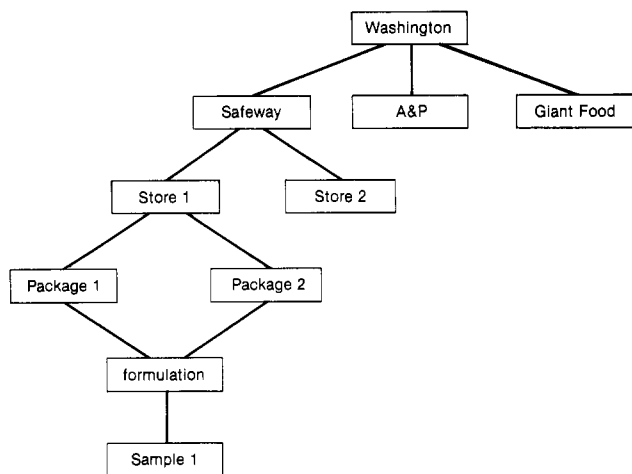 Washington
Safeway
A&P
Giant Food
Store 1
Store 2
Package 1
Package 2
formulation
Sample 1